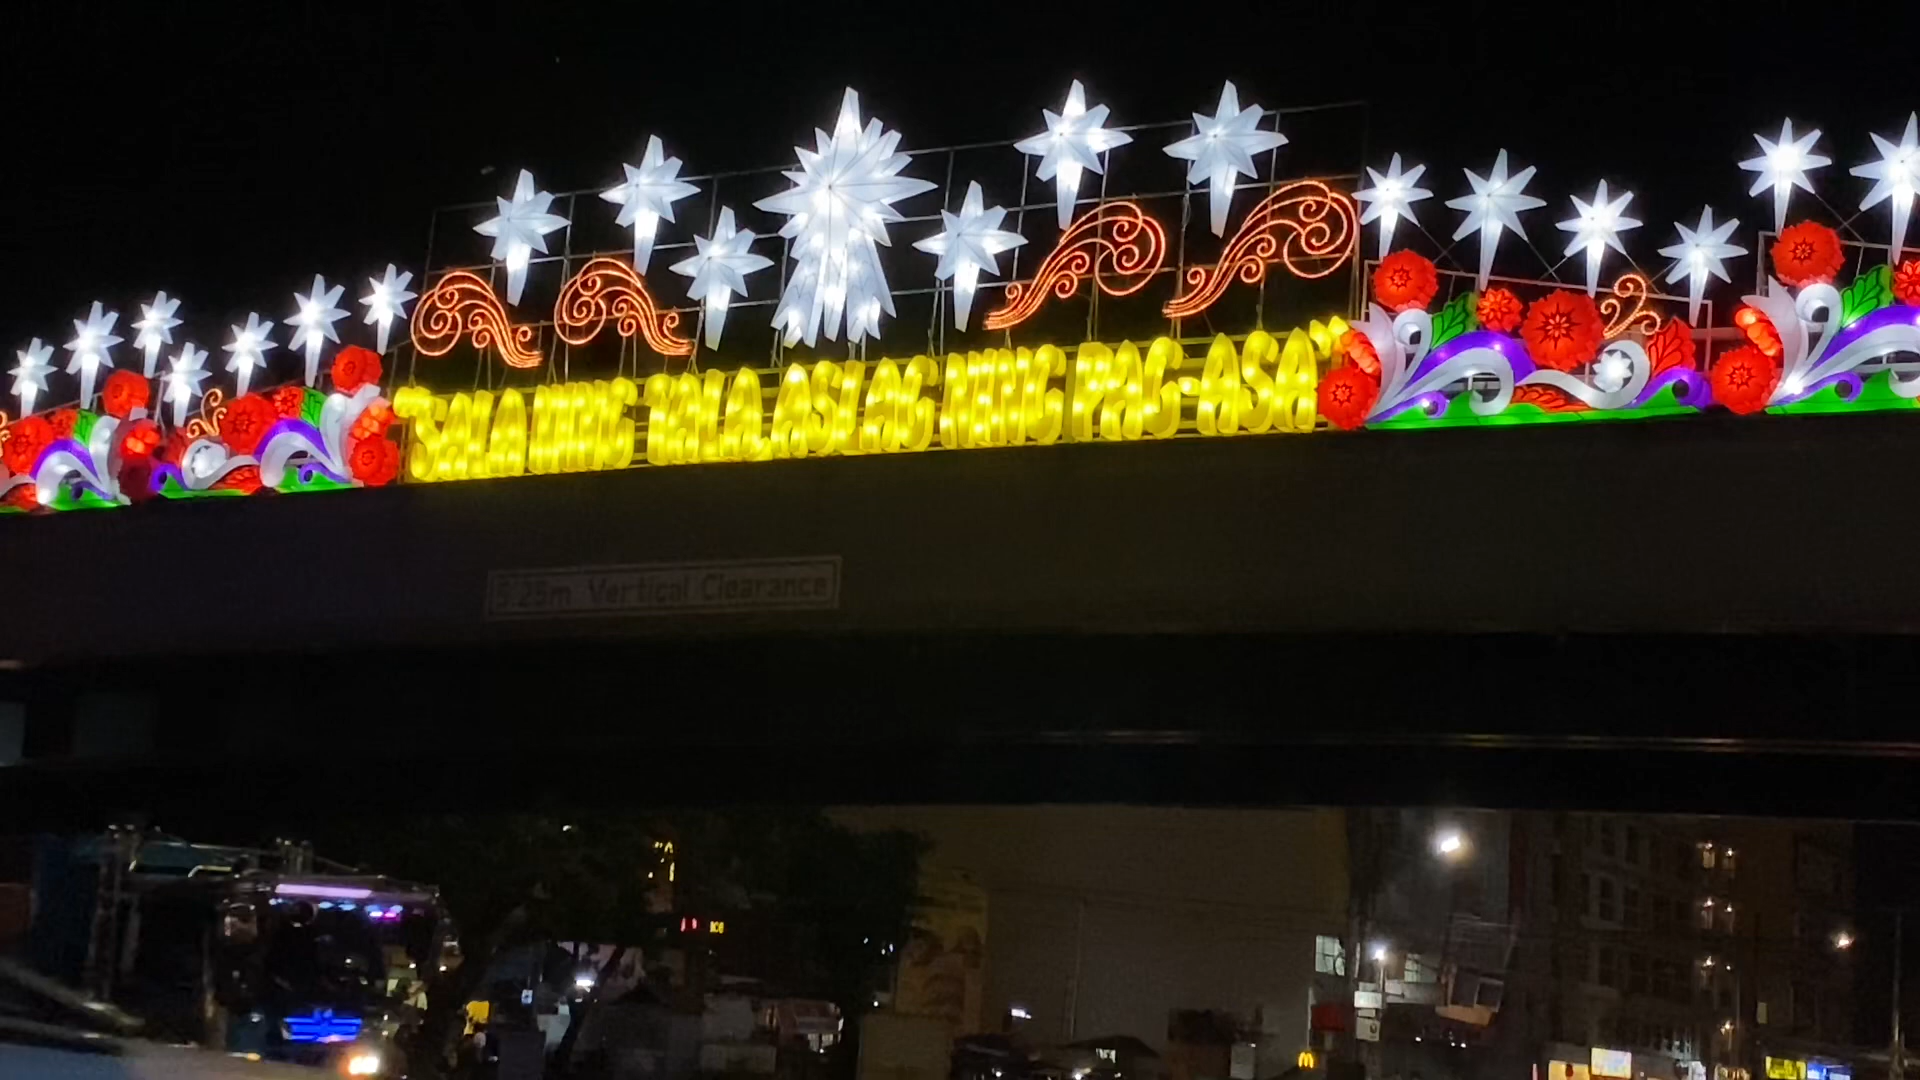 "SALA NING TALA, ASLAG NING PAG-ASA"
5.25m Vertical Clearance